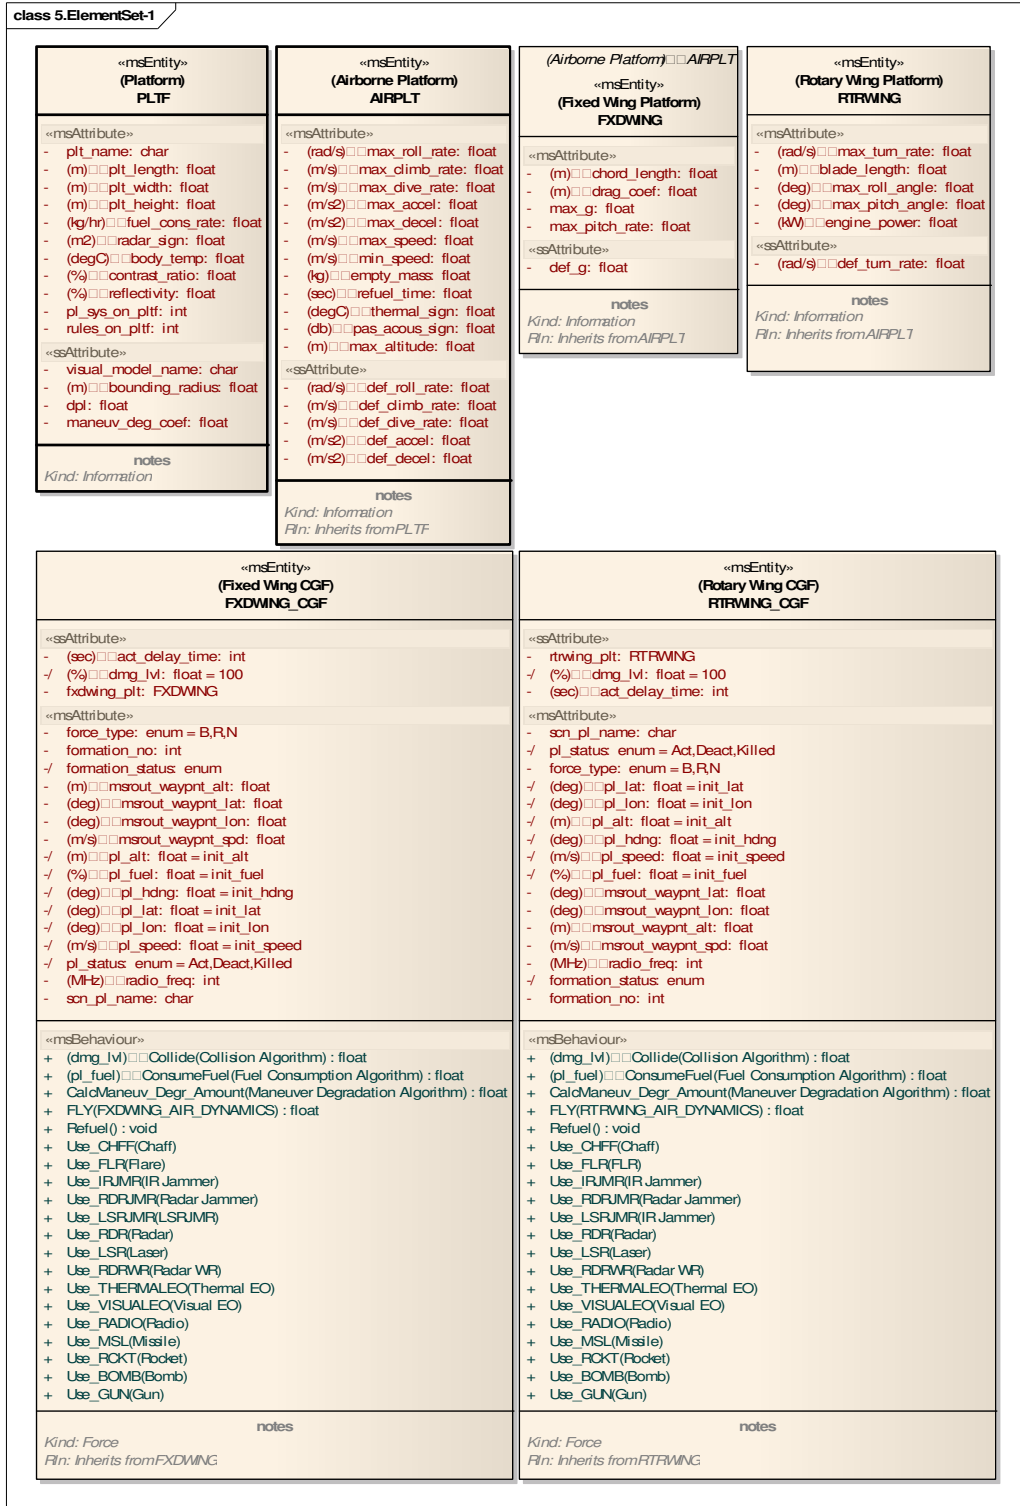 class 5.ElementSet-1
«msEntity»
(Platform)
PLTF
«msAttribute»
- plt_name: char
- (m)□□plt_length: float
- (m)□□plt_width: float
- (m)□□plt_height: float
- (kg/hr)□□fuel_cons_rate: float
- (m2)□□radar_sign: float
- (degC)□□body_temp: float
- (%)□□contrast_ratio: float
- (%)□□reflectivity: float
- pl_sys_on_pltf: int
- rules_on_pltf: int
«ssAttribute»
- visual_model_name: char
- (m)□□bounding_radius: float
- dpl: float
- maneuv_deg_coef: float
notes
Kind: Information
«msEntity»
(Airborne Platform)
AIRPLT
«msAttribute»
- (rad/s)□□max_roll_rate: float
- (m/s)□□max_climb_rate: float
- (m/s)□□max_dive_rate: float
- (m/s2)□□max_accel: float
- (m/s2)□□max_decel: float
- (m/s)□□max_speed: float
- (m/s)□□min_speed: float
- (kg)□□empty_mass: float
- (sec)□□refuel_time: float
- (degC)□□thermal_sign: float
- (db)□□pas_acous_sign: float
- (m)□□max_altitude: float
«ssAttribute»
- (rad/s)□□def_roll_rate: float
- (m/s)□□def_climb_rate: float
- (m/s)□□def_dive_rate: float
- (m/s2)□□def_accel: float
- (m/s2)□□def_decel: float
notes
Kind: Information
Rln: Inherits from PLTF
(Airborne Platform)□□AIRPLT
«msEntity»
(Fixed Wing Platform)
FXDWING
«msAttribute»
- (m)□□chord_length: float
- (m)□□drag_coef: float
- max_g: float
- max_pitch_rate: float
«ssAttribute»
- def_g: float
notes
Kind: Information
Rln: Inherits from AIRPLT
«msEntity»
(Rotary Wing Platform)
RTRWING
«msAttribute»
- (rad/s)□□max_turn_rate: float
- (m)□□blade_length: float
- (deg)□□max_roll_angle: float
- (deg)□□max_pitch_angle: float
- (kW)□□engine_power: float
«ssAttribute»
- (rad/s)□□def_turn_rate: float
notes
Kind: Information
Rln: Inherits from AIRPLT
«msEntity»
(Fixed Wing CGF)
FXDWING_CGF
«ssAttribute»
- (sec)□□act_delay_time: int
-/ (%)□□dmg_lvl: float = 100
- fxdwing_plt: FXDWING
«msAttribute»
- force_type: enum = B,R,N
- formation_no: int
-/ formation_status: enum
- (m)□□msrout_waypnt_alt: float
- (deg)□□msrout_waypnt_lat: float
- (deg)□□msrout_waypnt_lon: float
- (m/s)□□msrout_waypnt_spd: float
-/ (m)□□pl_alt: float = init_alt
-/ (%)□□pl_fuel: float = init_fuel
-/ (deg)□□pl_hdng: float = init_hdng
-/ (deg)□□pl_lat: float = init_lat
-/ (deg)□□pl_lon: float = init_lon
-/ (m/s)□□pl_speed: float = init_speed
-/ pl_status: enum = Act,Deact,Killed
- (MHz)□□radio_freq: int
- scn_pl_name: char
«msBehaviour»
+ (dmg_lvl)□□Collide(Collision Algorithm) : float
+ (pl_fuel)□□ConsumeFuel(Fuel Consumption Algorithm) : float
+ CalcManeuv_Degr_Amount(Maneuver Degradation Algorithm) : float
+ FLY(FXDWING_AIR_DYNAMICS) : float
+ Refuel() : void
+ Use_CHFF(Chaff)
+ Use_FLR(Flare)
+ Use_IRJMR(IR Jammer)
+ Use_RDRJMR(Radar Jammer)
+ Use_LSRJMR(LSRJMR)
+ Use_RDR(Radar)
+ Use_LSR(Laser)
+ Use_RDRWR(Radar WR)
+ Use_THERMALEO(Thermal EO)
+ Use_VISUALEO(Visual EO)
+ Use_RADIO(Radio)
+ Use_MSL(Missile)
+ Use_RCKT(Rocket)
+ Use_BOMB(Bomb)
+ Use_GUN(Gun)
notes
Kind: Force
Rln: Inherits from FXDWING
«msEntity»
(Rotary Wing CGF)
RTRWING_CGF
«ssAttribute»
- rtrwing_plt: RTRWING
-/ (%)□□dmg_lvl: float = 100
- (sec)□□act_delay_time: int
«msAttribute»
- scn_pl_name: char
-/ pl_status: enum = Act,Deact,Killed
- force_type: enum = B,R,N
-/ (deg)□□pl_lat: float = init_lat
-/ (deg)□□pl_lon: float = init_lon
-/ (m)□□pl_alt: float = init_alt
-/ (deg)□□pl_hdng: float = init_hdng
-/ (m/s)□□pl_speed: float = init_speed
-/ (%)□□pl_fuel: float = init_fuel
- (deg)□□msrout_waypnt_lat: float
- (deg)□□msrout_waypnt_lon: float
- (m)□□msrout_waypnt_alt: float
- (m/s)□□msrout_waypnt_spd: float
- (MHz)□□radio_freq: int
-/ formation_status: enum
- formation_no: int
«msBehaviour»
+ (dmg_lvl)□□Collide(Collision Algorithm) : float
+ (pl_fuel)□□ConsumeFuel(Fuel Consumption Algorithm) : float
+ CalcManeuv_Degr_Amount(Maneuver Degradation Algorithm) : float
+ FLY(RTRWING_AIR_DYNAMICS) : float
+ Refuel() : void
+ Use_CHFF(Chaff)
+ Use_FLR(FLR)
+ Use_IRJMR(IR Jammer)
+ Use_RDRJMR(Radar Jammer)
+ Use_LSRJMR(IR Jammer)
+ Use_RDR(Radar)
+ Use_LSR(Laser)
+ Use_RDRWR(Radar WR)
+ Use_THERMALEO(Thermal EO)
+ Use_VISUALEO(Visual EO)
+ Use_RADIO(Radio)
+ Use_MSL(Missile)
+ Use_RCKT(Rocket)
+ Use_BOMB(Bomb)
+ Use_GUN(Gun)
notes
Kind: Force
Rln: Inherits from RTRWING